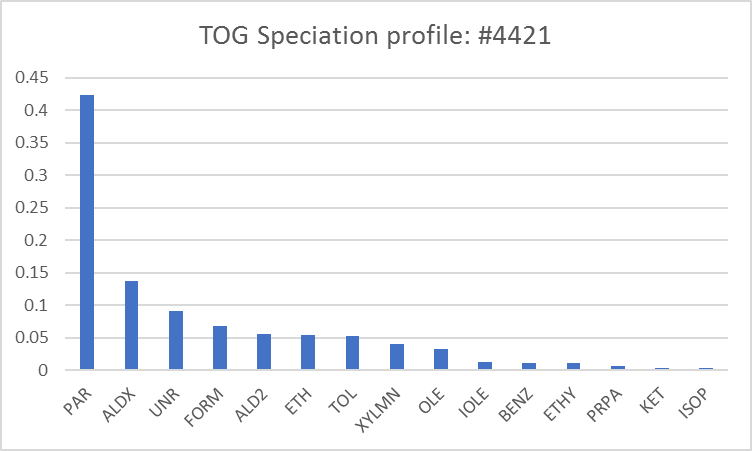 TOG Speciation profile: #4421
0.45
0.4
0.35
0.3
0.25
0.2
0.15
0.1
0.05
0
PAR
ALDX
UNR
FORM
ALD2
ETH
TOL
XYLMN
OLE
IOLE
BENZ
ETHY
PRPA
KET
ISOP